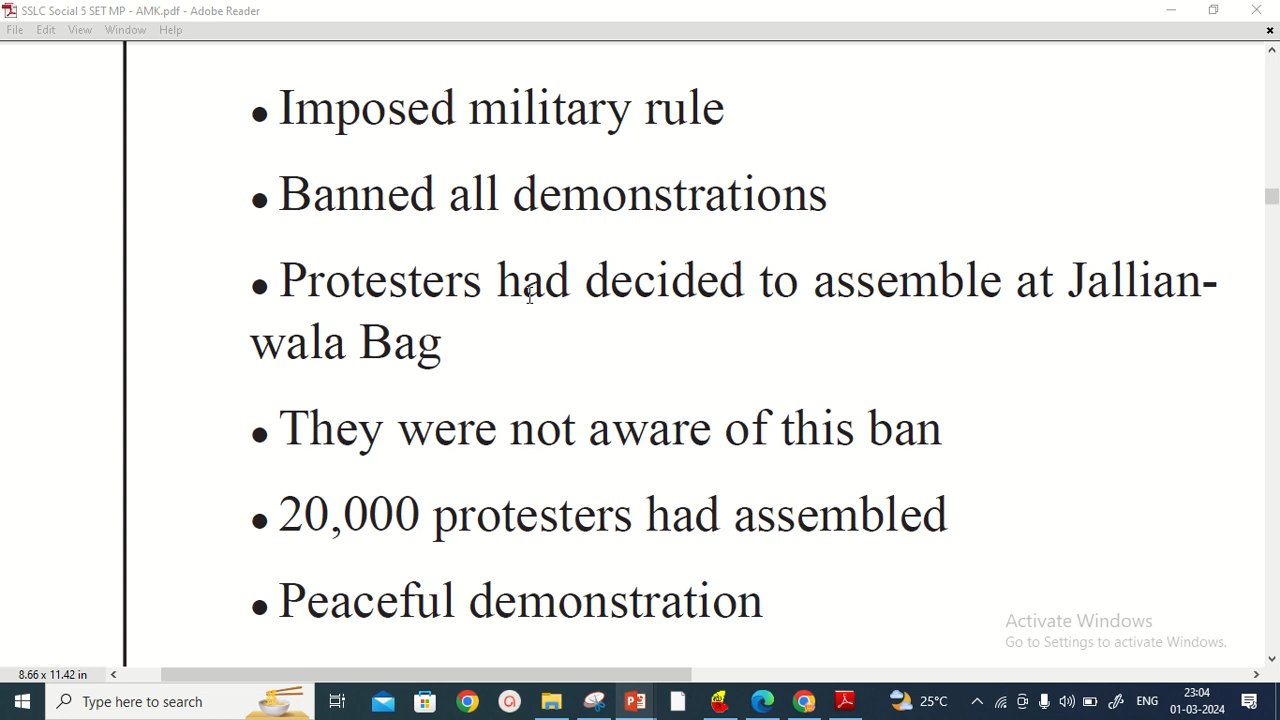 SSLC Social 5 SET MP - AMK.pdf - Adobe Reader
File Edit View Window Help
• Imposed military rule
• Banned all demonstrations
• Protesters had decided to assemble at Jallian-
wala Bag
• They were not aware of this ban
• 20,000 protesters had assembled
• Peaceful demonstration
Activate Windows
Go to Settings to activate Windows.
8.66 x 11.42 in
Type here to search
25°C
ENG
23:04
01-03-2024